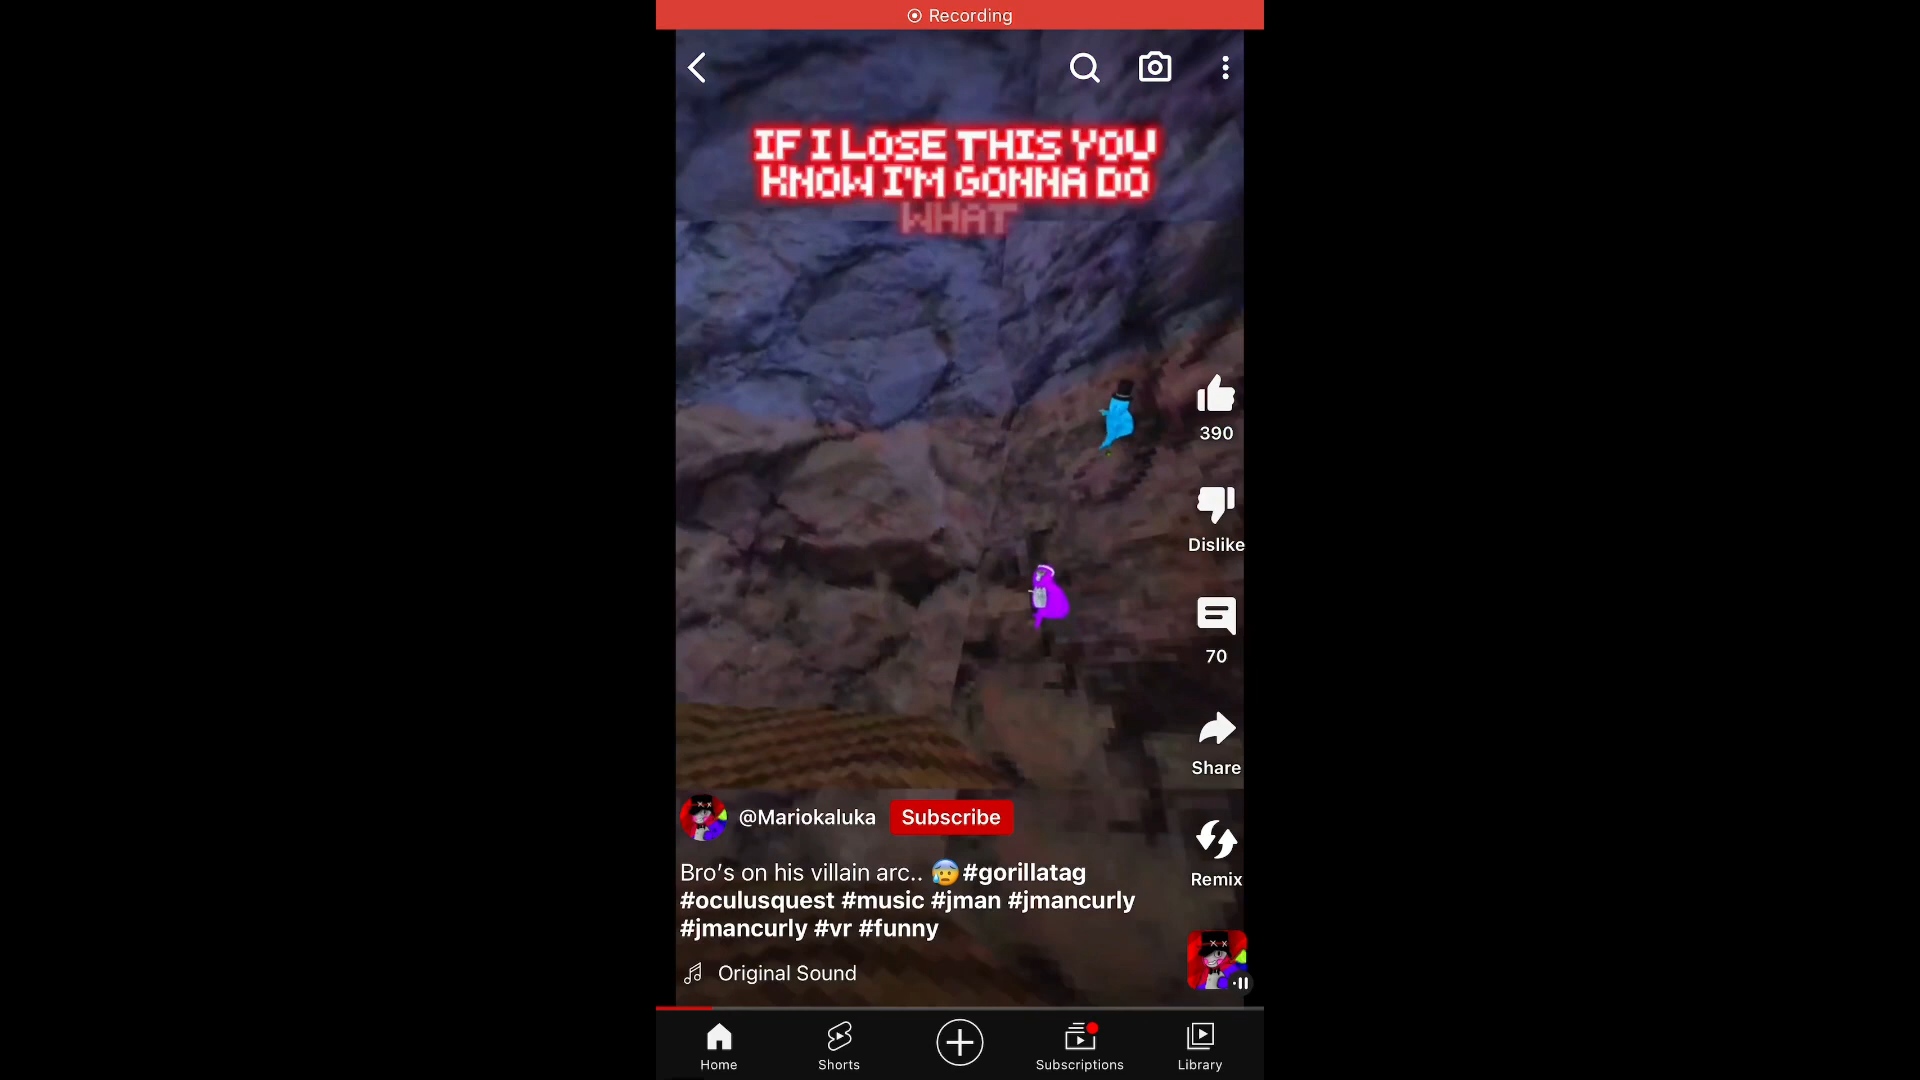 Recording
IF I LOSE THIS YOU
KNOW I'M GONNA DO
WHAT
390
Dislike
70
Share
@Mariokaluka Subscribe
Bro's on his villain arc.. 😰#gorillatag
#oculusquest #music #jman #jmancurly
#jmancurly #vr #funny
Remix
Original Sound
Home
Shorts
Subscriptions
Library